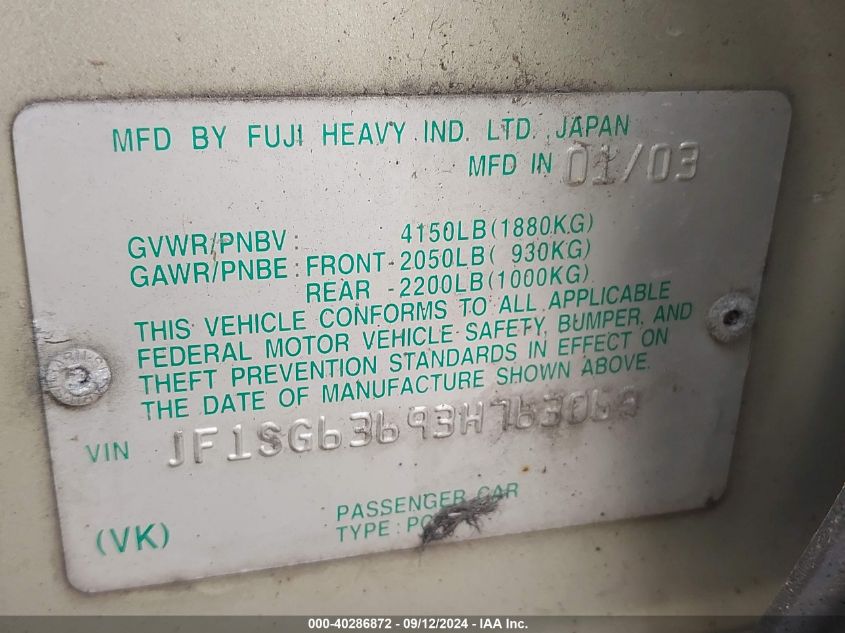 MFD BY FUJI HEAVY IND. LTD. JAPAN
MFD IN 01/03
GVWR/PNBV: 4150LB(1880KG)
GAWR/PNBE: FRONT-2050LB( 930KG)
REAR -2200LB(1000KG)
THIS VEHICLE CONFORMS TO ALL APPLICABLE
FEDERAL MOTOR VEHICLE SAFETY, BUMPER, AND
THEFT PREVENTION STANDARDS IN EFFECT ON
THE DATE OF MANUFACTURE SHOWN ABOVE.
VIN JF1SG63693H763069
PASSENGER CAR
TYPE:
(VK)
000-40286872 - 09/12/2024 - IAA Inc.